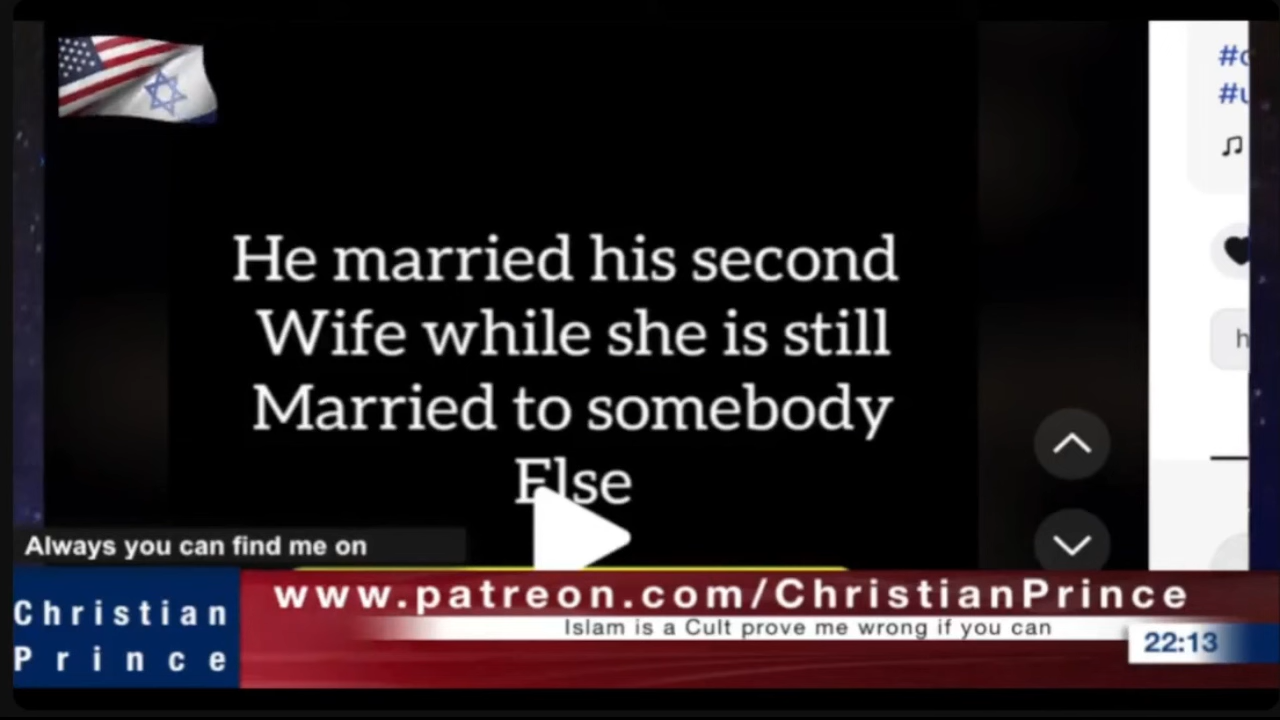 #
#
He married his second
Wife while she is still
Married to somebody
Else
h
Always you can find me on
www.patreon.com/ChristianPrince
Christian
Prince
Islam is a Cult prove me wrong if you can
22:13